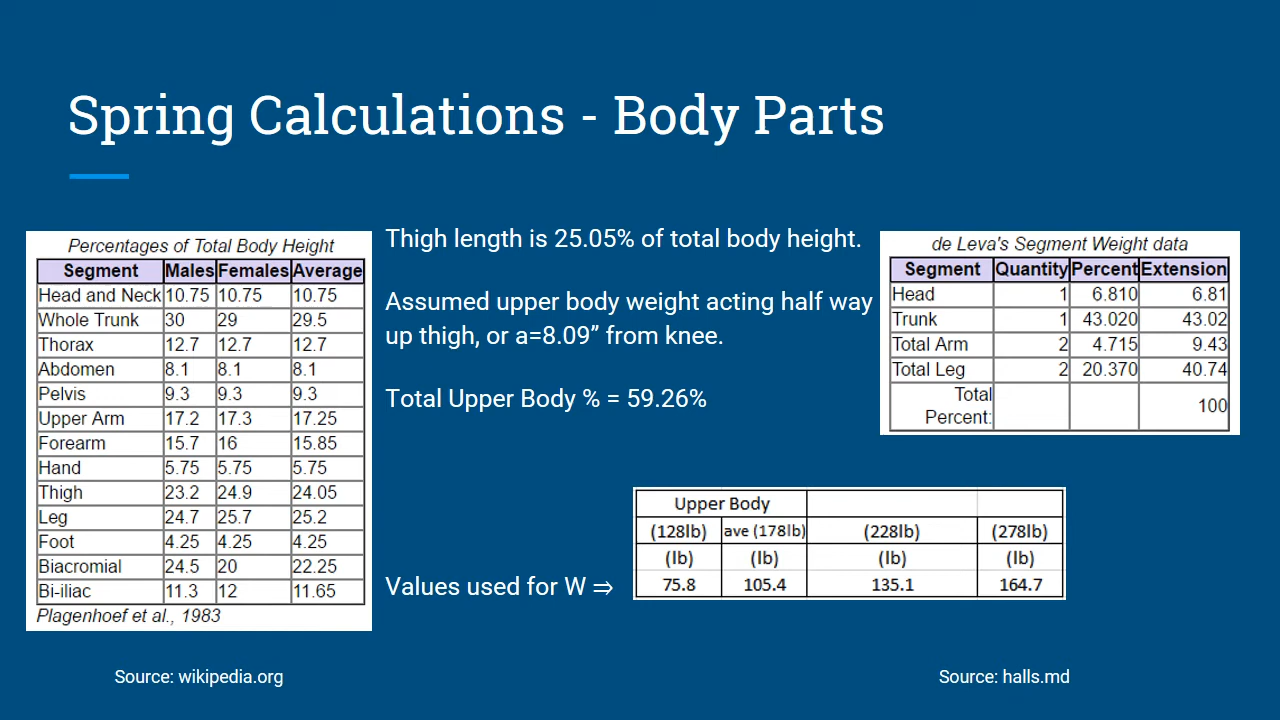 Spring Calculations - Body Parts
Percentages of Total Body Height
Segment Males Females Average
Head and Neck 10.75 10.75 10.75
Whole Trunk 30 29 29.5
Thorax 12.7 12.7 12.7
Abdomen 8.1 8.1 8.1
Pelvis 9.3 9.3 9.3
Upper Arm 17.2 17.3 17.25
Forearm 15.7 16 15.85
Hand 5.75 5.75 5.75
Thigh 23.2 24.9 24.05
Leg 24.7 25.7 25.2
Foot 4.25 4.25 4.25
Biacromial 24.5 20 22.25
Bi-iliac 11.3 12 11.65
Plagenhoef et al., 1983
Source: wikipedia.org
Thigh length is 25.05% of total body height.
Assumed upper body weight acting half way
up thigh, or a=8.09” from knee.
Total Upper Body % = 59.26%
Values used for W ⇒
Upper Body
(128lb) ave (178lb) (228lb) (278lb)
(lb) (lb) (lb) (lb)
75.8 105.4 135.1 164.7
de Leva's Segment Weight data
Segment Quantity Percent Extension
Head 1 6.810 6.81
Trunk 1 43.020 43.02
Total Arm 2 4.715 9.43
Total Leg 2 20.370 40.74
Total
Percent: 100
Source: halls.md